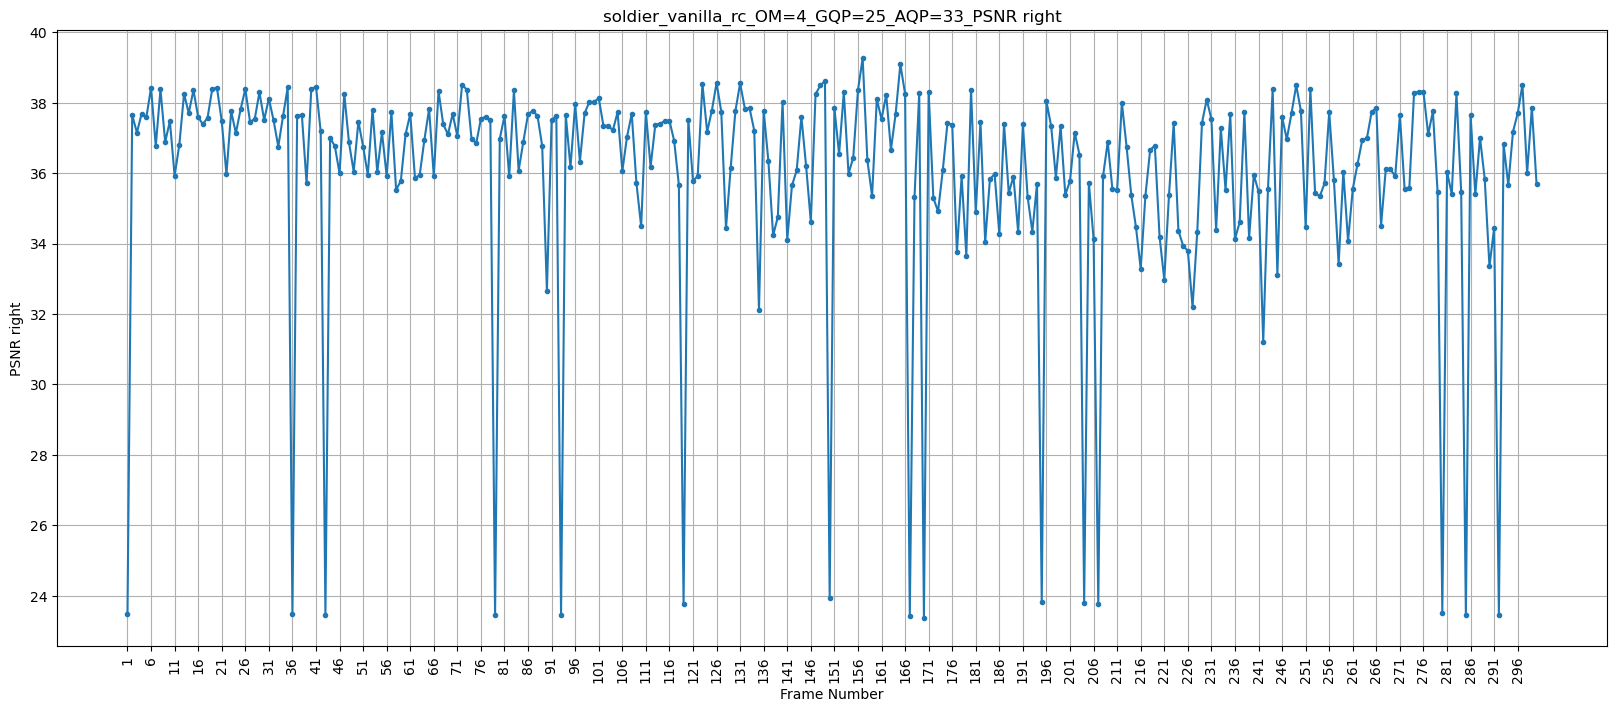 soldier_vanilla_rc_OM=4_GQP=25_AQP=33_PSNR right
PSNR right
40
38
36
34
32
30
28
26
24
1 6 11 16 21 26 31 36 41 46 51 56 61 66 71 76 81 86 91 96 101 106 111 116 121 126 131 136 141 146 151 156 161 166 171 176 181 186 191 196 201 206 211 216 221 226 231 236 241 246 251 256 261 266 271 276 281 286 291 296
Frame Number